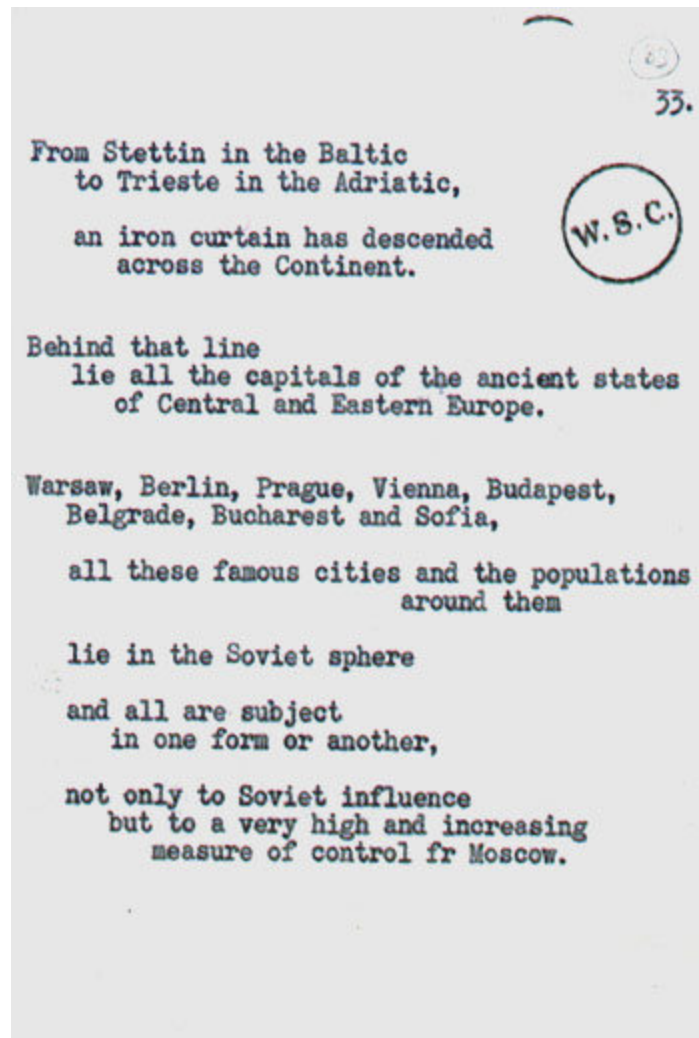 33.
From Stettin in the Baltic
to Trieste in the Adriatic,
W.S.C.
an iron curtain has descended
across the Continent.
Behind that line
lie all the capitals of the ancient states
of Central and Eastern Europe.
Warsaw, Berlin, Prague, Vienna, Budapest,
Belgrade, Bucharest and Sofia,
all these famous cities and the populations
around them
lie in the Soviet sphere
and all are subject
in one form or another,
not only to Soviet influence
but to a very high and increasing
measure of control fr Moscow.